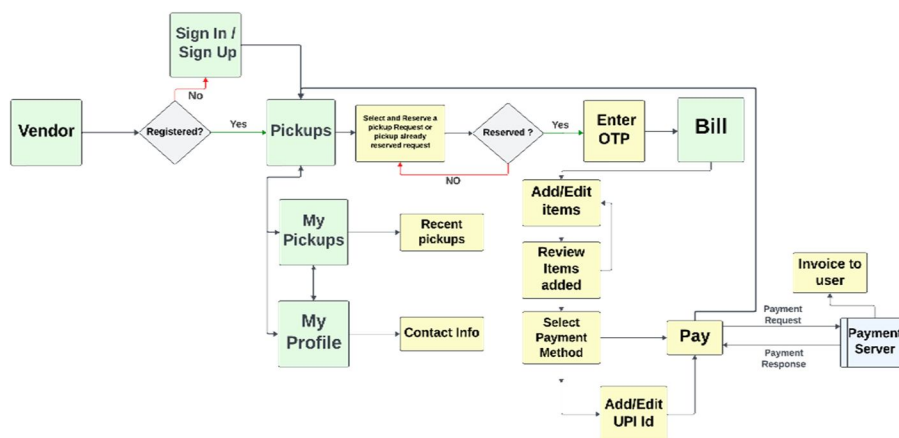 Sign In /
Sign Up
No
Vendor
Registered?
Yes
Pickups
Select and Reserve a
pickup Request or
pickup already
reserved request
Reserved ?
Yes
NO
Enter
OTP
Bill
My
Pickups
Recent
pickups
My
Profile
Contact Info
Add/Edit
items
Review
Items
added
Select
Payment
Method
Add/Edit
UPI Id
Pay
Payment
Request
Payment
Response
Invoice to
user
Payment
Server